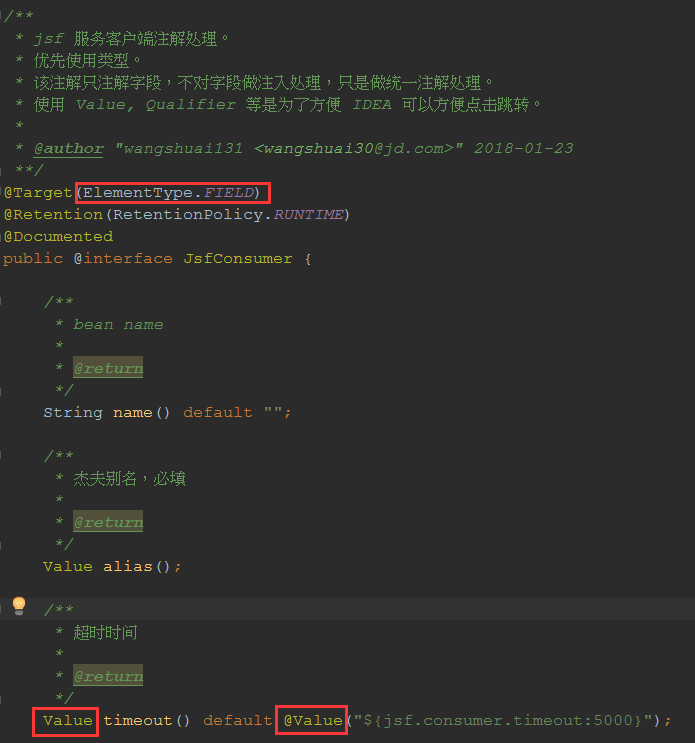 /**
* jsf 服务客户端注解处理。
* 优先使用类型。
* 该注解只注解字段，不对字段做注入处理，只是做统一注解处理。
* 使用 Value, Qualifier 等是为了方便 IDEA 可以方便点击跳转。
*
* @author "wangshuai131 <wangshuai30@jd.com>" 2018-01-23
**/
@Target(ElementType.FIELD)
@Retention(RetentionPolicy.RUNTIME)
@Documented
public @interface JsfConsumer {
/**
* bean name
*
* @return
*/
String name() default "";
/**
* 杰夫别名，必填
*
* @return
*/
Value alias();
/**
* 超时时间
*
* @return
*/
Value timeout() default @Value("${jsf.consumer.timeout:5000}");